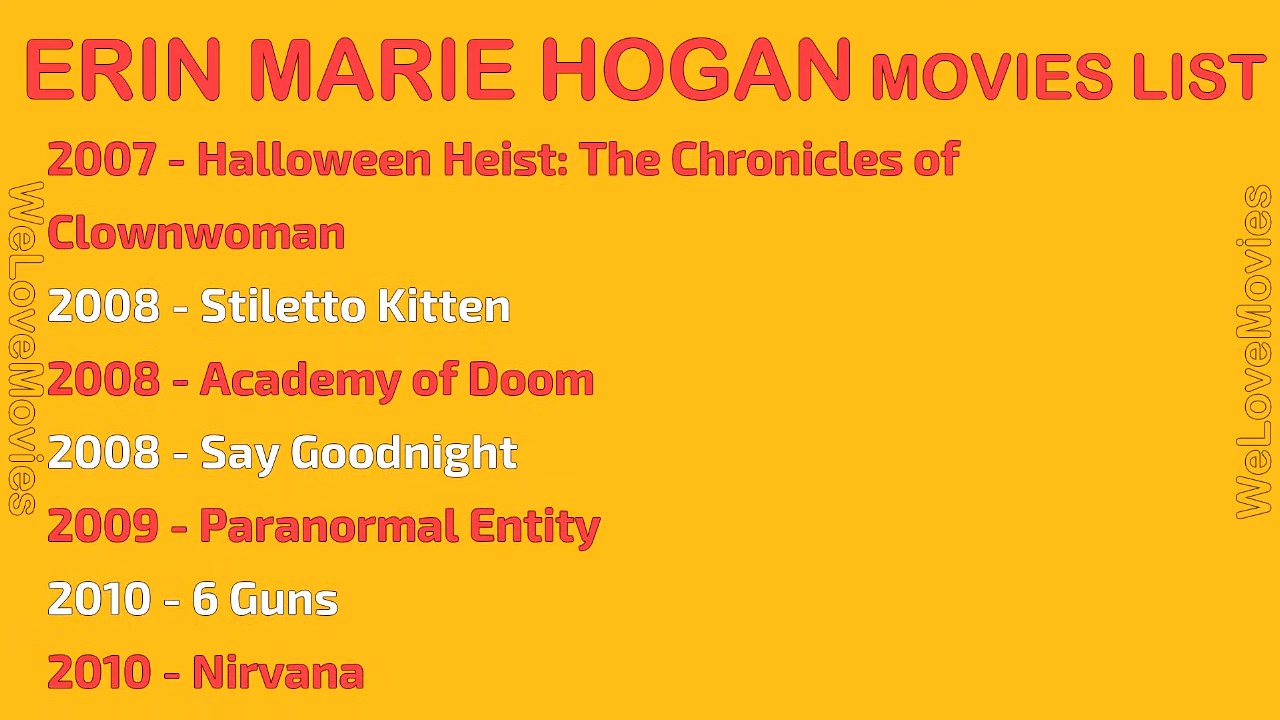 ERIN MARIE HOGAN MOVIES LIST
2007 - Halloween Heist: The Chronicles of
Clownwoman
2008 - Stiletto Kitten
2008 - Academy of Doom
2008 - Say Goodnight
2009 - Paranormal Entity
2010 - 6 Guns
2010 - Nirvana
WeLoveMovies
WeLoveMovies